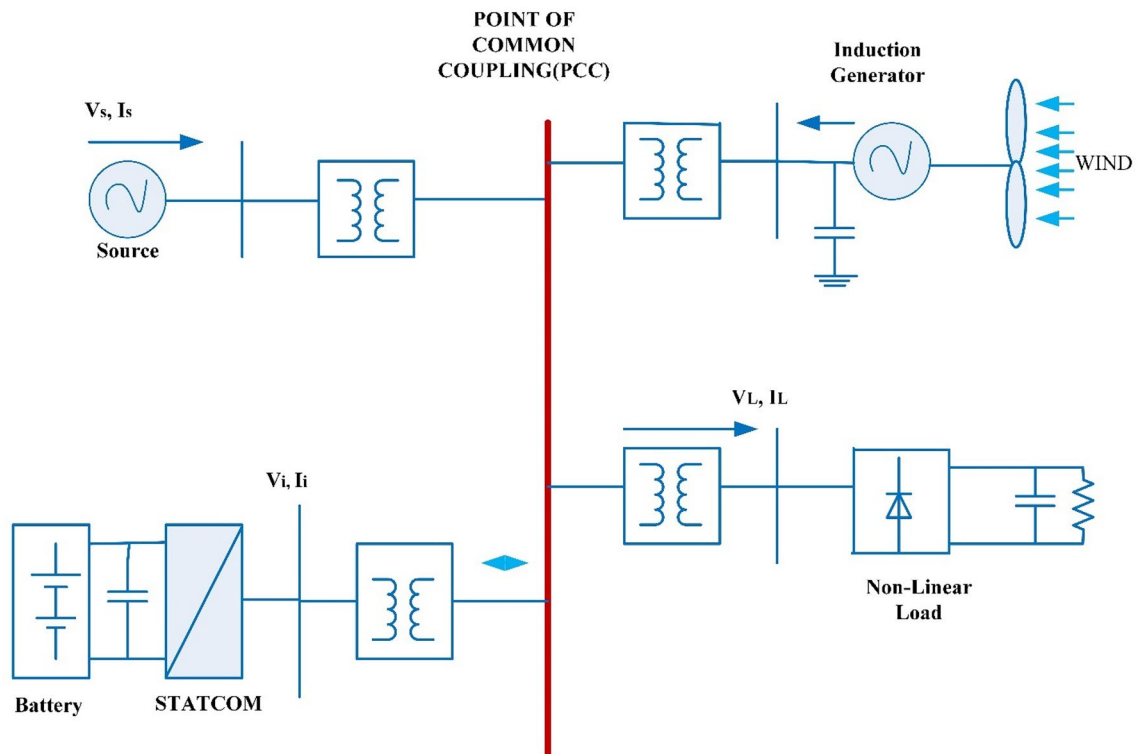 POINT OF
COMMON
COUPLING(PCC)
Induction
Generator
Vs, Is
WIND
Source
VL, IL
Vi, Ii
Non-Linear
Load
Battery
STATCOM